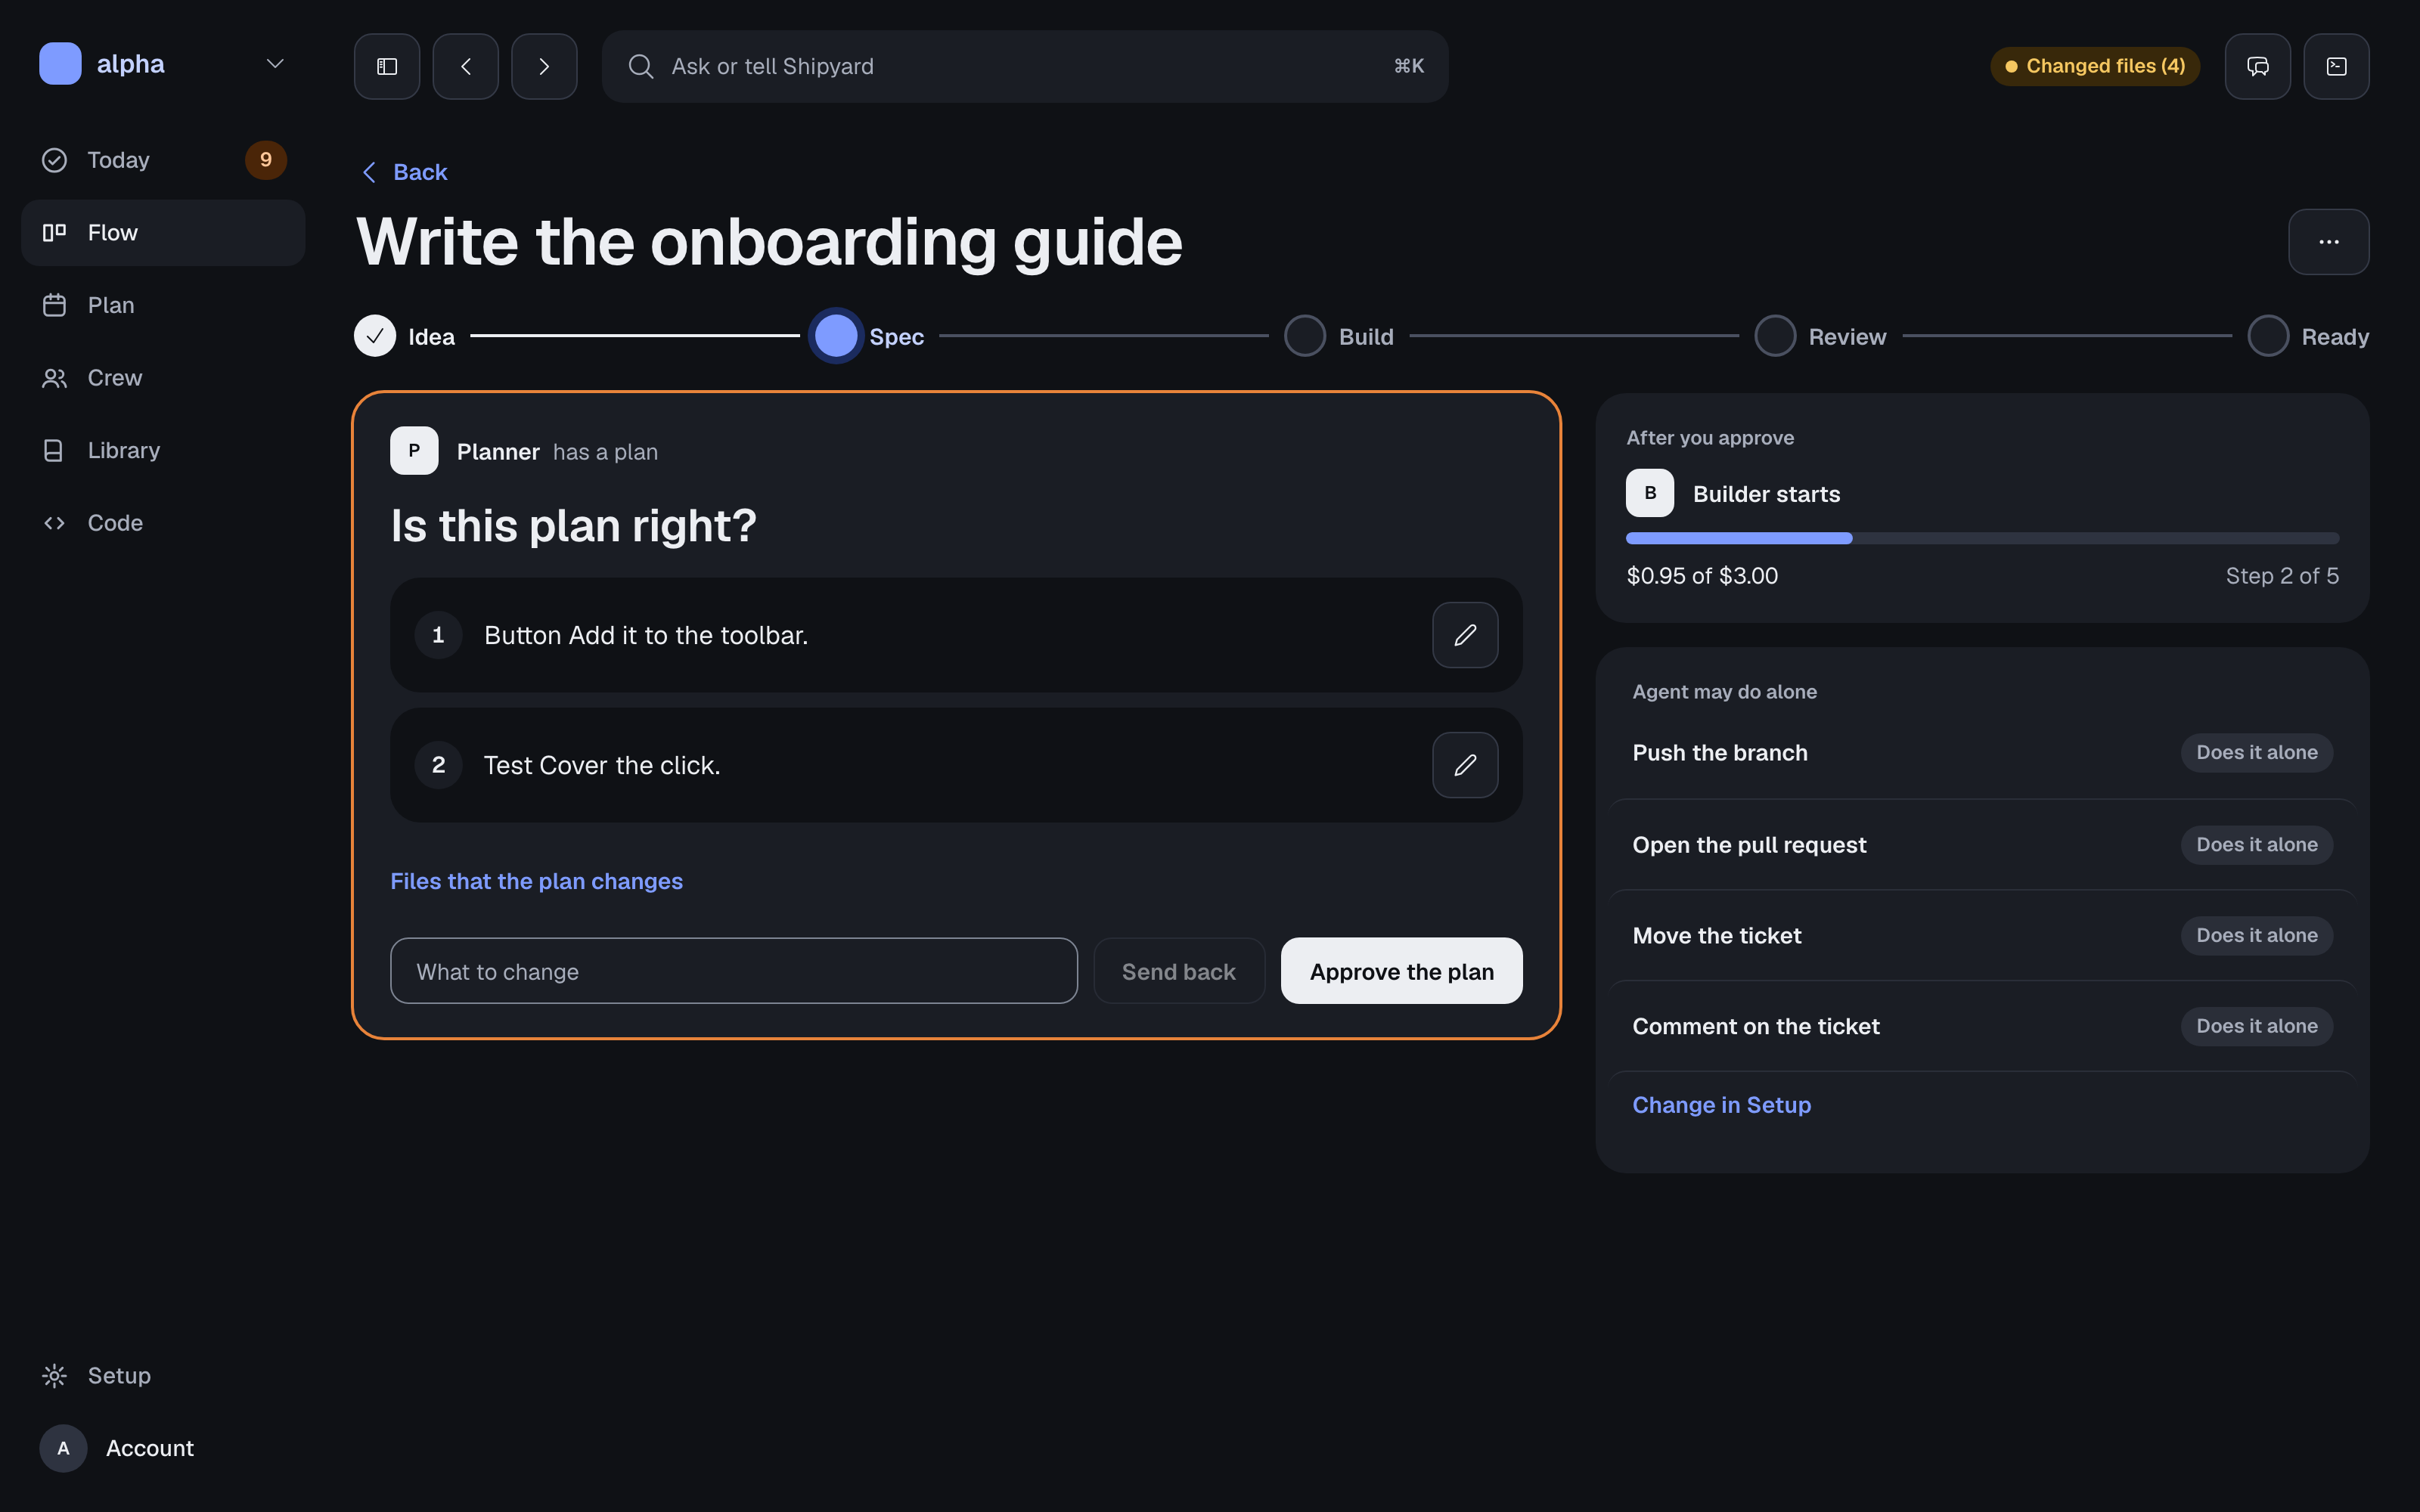 alpha
Ask or tell Shipyard ⌘K
Changed files (4)
Today 9
Flow
Plan
Crew
Library
Code
Setup
A Account
Back
Write the onboarding guide
Idea Spec Build Review Ready
P Planner has a plan
Is this plan right?
1 Button Add it to the toolbar.
2 Test Cover the click.
Files that the plan changes
What to change Send back Approve the plan
After you approve
B Builder starts
$0.95 of $3.00 Step 2 of 5
Agent may do alone
Push the branch Does it alone
Open the pull request Does it alone
Move the ticket Does it alone
Comment on the ticket Does it alone
Change in Setup